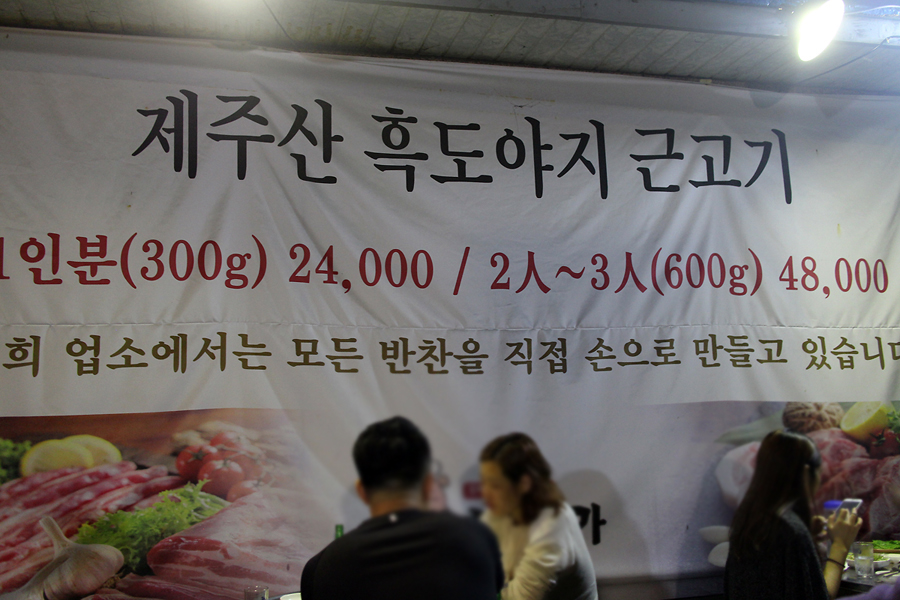 제주산 흑도야지 근고기
1인분(300g) 24,000 / 2人~3人(600g) 48,000
희 업소에서는 모든 반찬을 직접 손으로 만들고 있습니다
가